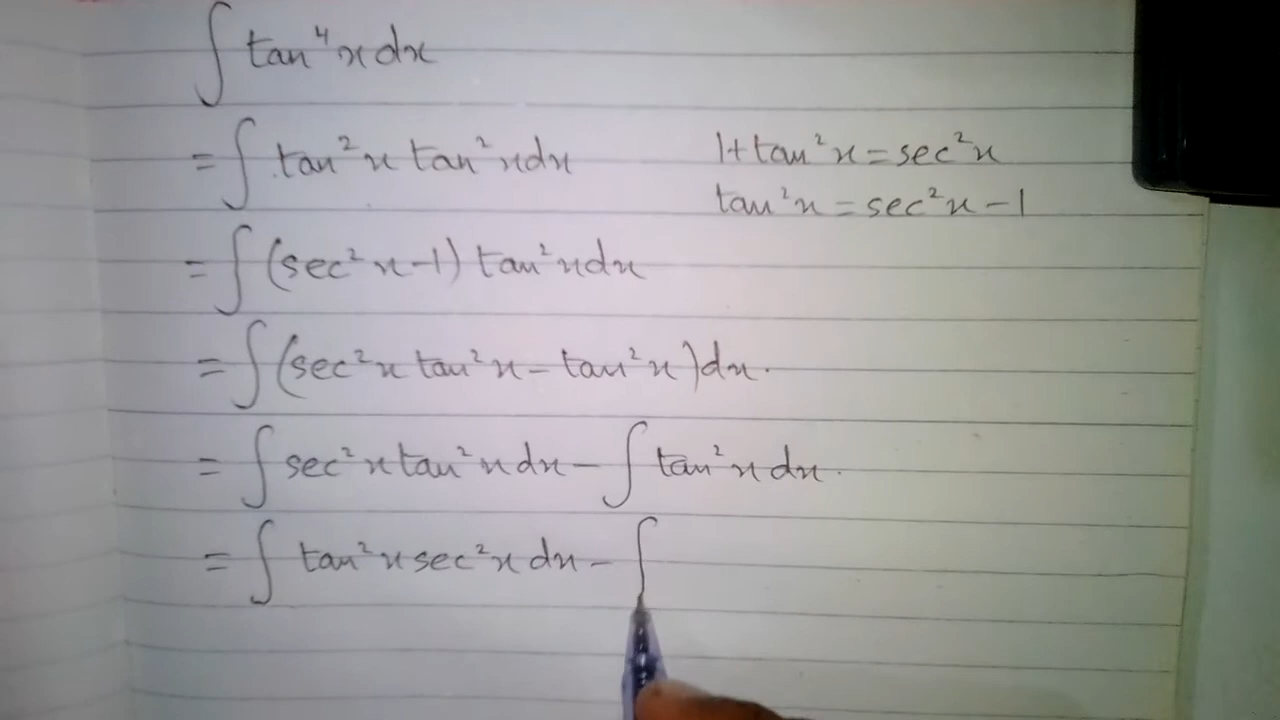 ∫ tan⁴x dx
= ∫ tan²x tan²x dx
1+tan²x = sec²x
tan²x = sec²x − 1
= ∫ (sec²x − 1) tan²x dx
= ∫ (sec²x tan²x − tan²x) dx.
= ∫ sec²x tan²x dx − ∫ tan²x dx.
= ∫ tan²x sec²x dx − ∫